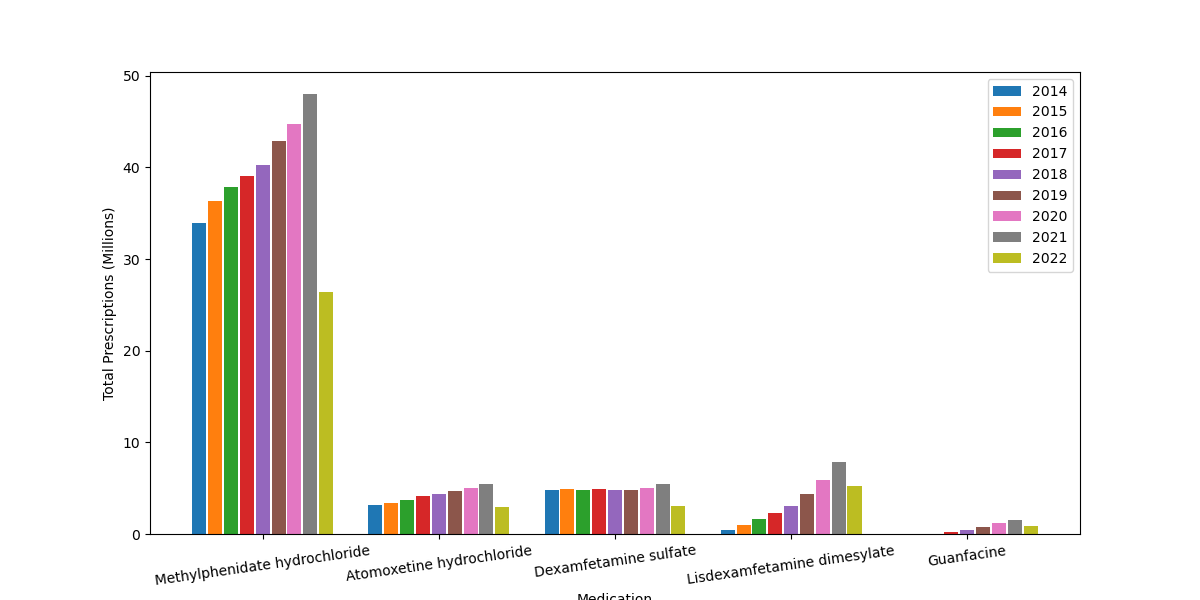 50
40
30
20
10
0
Total Prescriptions (Millions)
2014
2015
2016
2017
2018
2019
2020
2021
2022
Methylphenidate hydrochloride
Atomoxetine hydrochloride
Dexamfetamine sulfate
Lisdexamfetamine dimesylate
Guanfacine
Medication